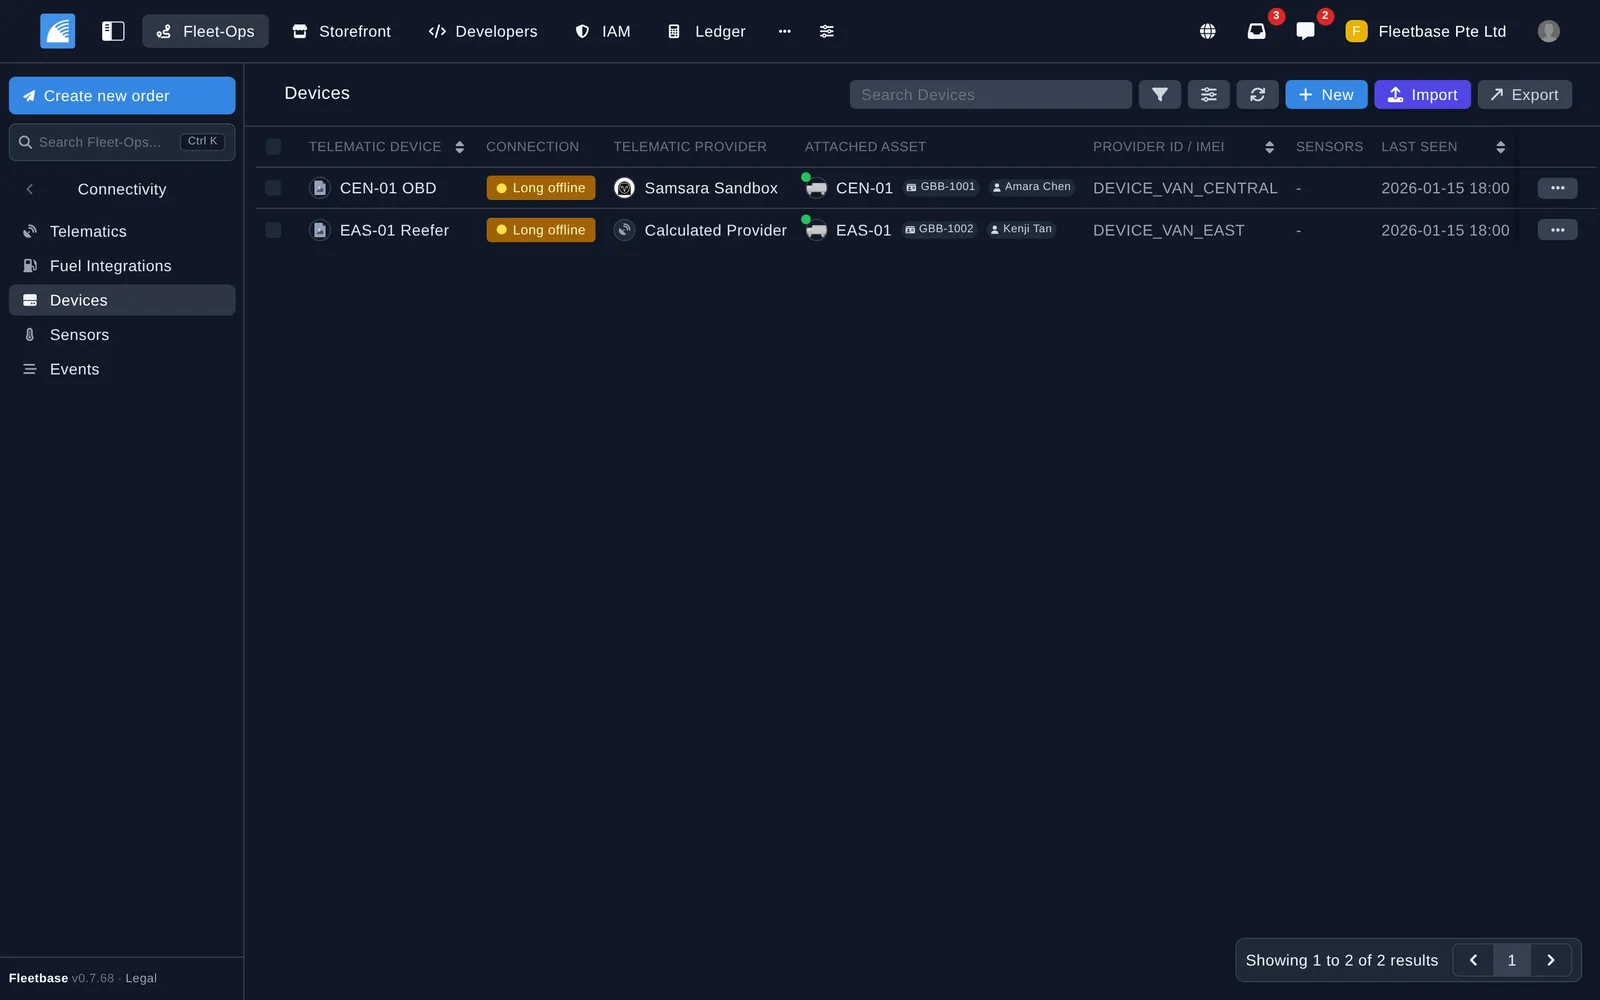 Fleet-Ops Storefront Developers IAM Ledger 3 2 F Fleetbase Pte Ltd
Create new order
Search Fleet-Ops... Ctrl K
Connectivity
Telematics
Fuel Integrations
Devices
Sensors
Events
Fleetbase v0.7.68 · Legal
Devices Search Devices New Import Export
TELEMATIC DEVICE CONNECTION TELEMATIC PROVIDER ATTACHED ASSET PROVIDER ID / IMEI SENSORS LAST SEEN
CEN-01 OBD Long offline Samsara Sandbox CEN-01 GBB-1001 Amara Chen DEVICE_VAN_CENTRAL - 2026-01-15 18:00
EAS-01 Reefer Long offline Calculated Provider EAS-01 GBB-1002 Kenji Tan DEVICE_VAN_EAST - 2026-01-15 18:00
Showing 1 to 2 of 2 results 1